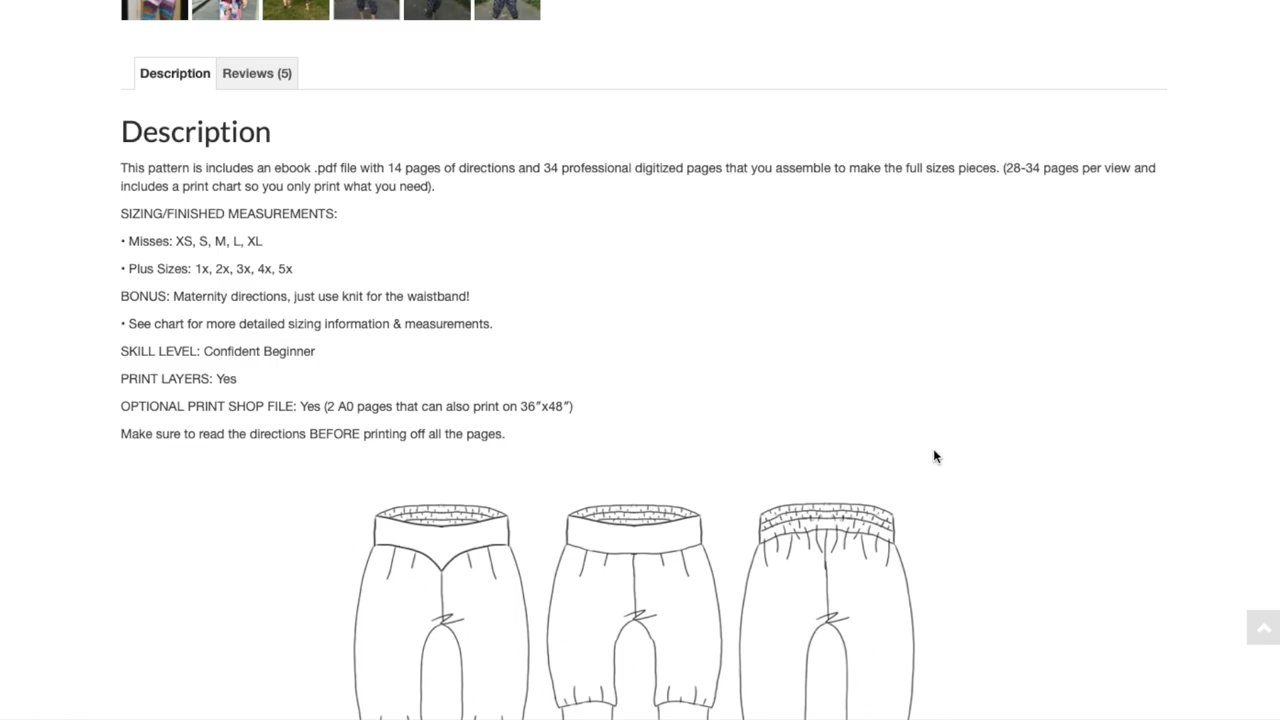 Description
Reviews (5)
Description
This pattern is includes an ebook .pdf file with 14 pages of directions and 34 professional digitized pages that you assemble to make the full sizes pieces. (28-34 pages per view and
includes a print chart so you only print what you need).
SIZING/FINISHED MEASUREMENTS:
• Misses: XS, S, M, L, XL
• Plus Sizes: 1x, 2x, 3x, 4x, 5x
BONUS: Maternity directions, just use knit for the waistband!
• See chart for more detailed sizing information & measurements.
SKILL LEVEL: Confident Beginner
PRINT LAYERS: Yes
OPTIONAL PRINT SHOP FILE: Yes (2 A0 pages that can also print on 36″x48″)
Make sure to read the directions BEFORE printing off all the pages.